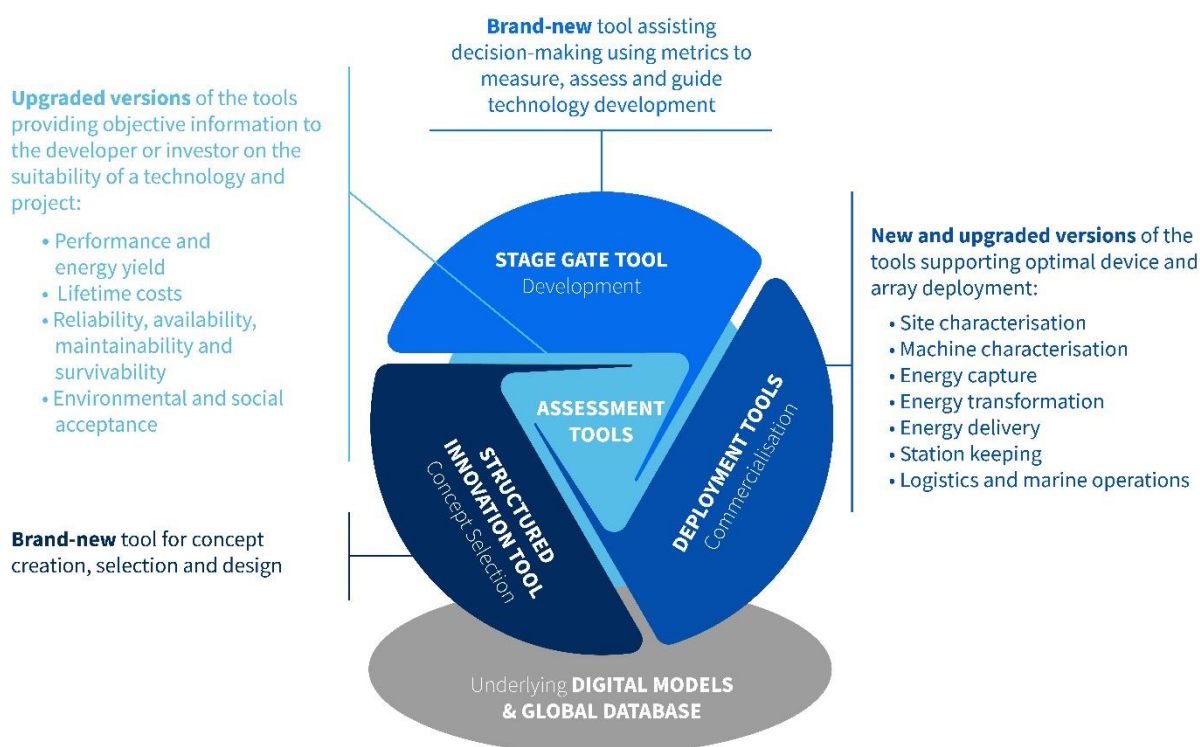 Brand-new tool assisting
decision-making using metrics to
measure, assess and guide
technology development
Upgraded versions of the tools
providing objective information to
the developer or investor on the
suitability of a technology and
project:
• Performance and
energy yield
• Lifetime costs
• Reliability, availability,
maintainability and
survivability
• Environmental and social
acceptance
Brand-new tool for concept
creation, selection and design
STAGE GATE TOOL
Development
ASSESSMENT
TOOLS
STRUCTURED
INNOVATION TOOL
Concept Selection
DEPLOYMENT TOOLS
Commercialisation
New and upgraded versions of the
tools supporting optimal device and
array deployment:
• Site characterisation
• Machine characterisation
• Energy capture
• Energy transformation
• Energy delivery
• Station keeping
• Logistics and marine operations
Underlying DIGITAL MODELS
& GLOBAL DATABASE